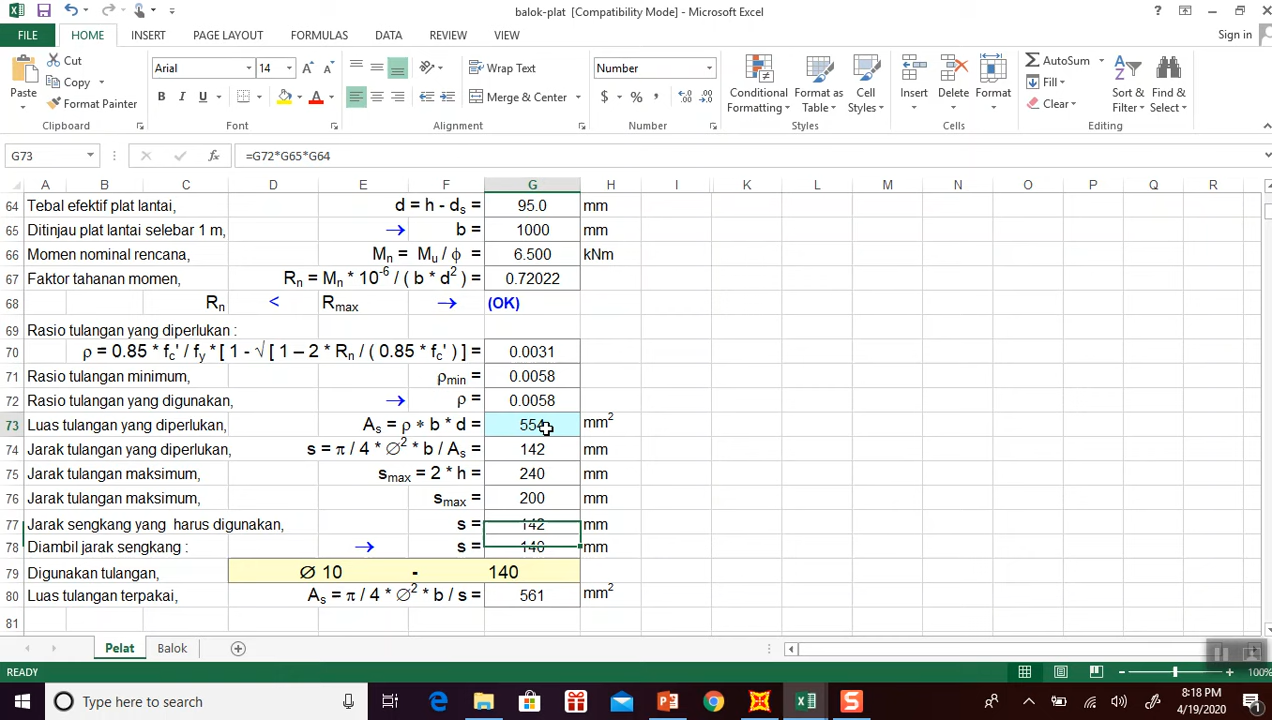 balok-plat [Compatibility Mode] - Microsoft Excel
?
FILE HOME INSERT PAGE LAYOUT FORMULAS DATA REVIEW VIEW Sign in
Paste Cut Copy Format Painter Clipboard
Arial 14 B I U A Font
Wrap Text Merge & Center Alignment
Number $ % , Number
Conditional Formatting Format as Table Cell Styles Styles
Insert Delete Format Cells
AutoSum Fill Clear Sort & Filter Find & Select Editing
G73 fx =G72*G65*G64
A B C D E F G H I J K L M N O P Q R
64 Tebal efektif plat lantai, d = h - ds = 95.0 mm
65 Ditinjau plat lantai selebar 1 m, → b = 1000 mm
66 Momen nominal rencana, Mn = Mu / ϕ = 6.500 kNm
67 Faktor tahanan momen, Rn = Mn * 10-6 / ( b * d2 ) = 0.72022
68 Rn < Rmax → (OK)
69 Rasio tulangan yang diperlukan :
70 ρ = 0.85 * fc' / fy * [ 1 - √ [ 1 – 2 * Rn / ( 0.85 * fc' ) ] = 0.0031
71 Rasio tulangan minimum, ρmin = 0.0058
72 Rasio tulangan yang digunakan, → ρ = 0.0058
73 Luas tulangan yang diperlukan, As = ρ * b * d = 554 mm2
74 Jarak tulangan yang diperlukan, s = π / 4 * ∅2 * b / As = 142 mm
75 Jarak tulangan maksimum, smax = 2 * h = 240 mm
76 Jarak tulangan maksimum, smax = 200 mm
77 Jarak sengkang yang harus digunakan, s = 142 mm
78 Diambil jarak sengkang : → s = 140 mm
79 Digunakan tulangan, ∅ 10 - 140
80 Luas tulangan terpakai, As = π / 4 * ∅2 * b / s = 561 mm2
81
Pelat Balok
READY 100%
Type here to search 8:18 PM
4/19/2020